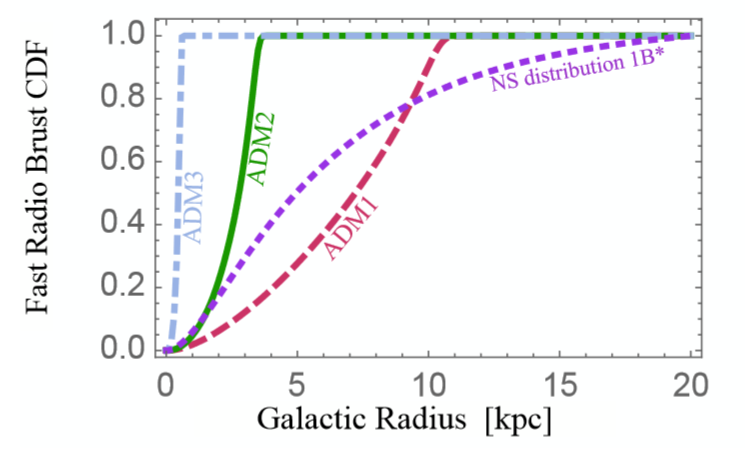 Fast Radio Brust CDF
1.0
0.8
0.6
0.4
0.2
0.0
ADM3
ADM2
ADM1
NS distribution 1B*
0 5 10 15 20
Galactic Radius [kpc]